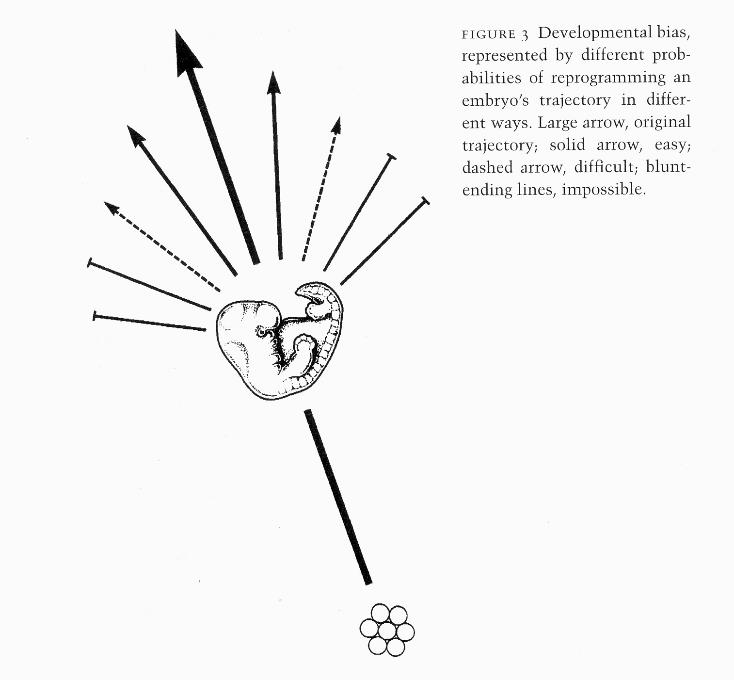 FIGURE 3 Developmental bias,
represented by different prob-
abilities of reprogramming an
embryo's trajectory in differ-
ent ways. Large arrow, original
trajectory; solid arrow, easy;
dashed arrow, difficult; blunt-
ending lines, impossible.